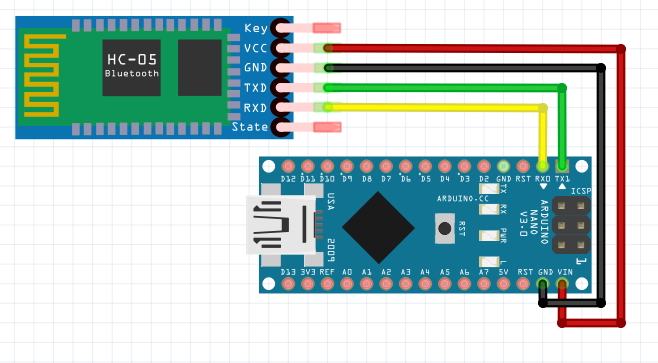 Key
VCC
GND
TXD
RXD
State
HC-05
Bluetooth
D12 D11 D10 D9 D8 D7 D6 D5 D4 D3 D2 GND RST RX0 TX1
ICSP
ARDUINO.CC
TX
RX
PWR
L
RST
USA
2009
ARDUINO
NANO
V3.0
1
D13 3V3 REF A0 A1 A2 A3 A4 A5 A6 A7 5V RST GND VIN